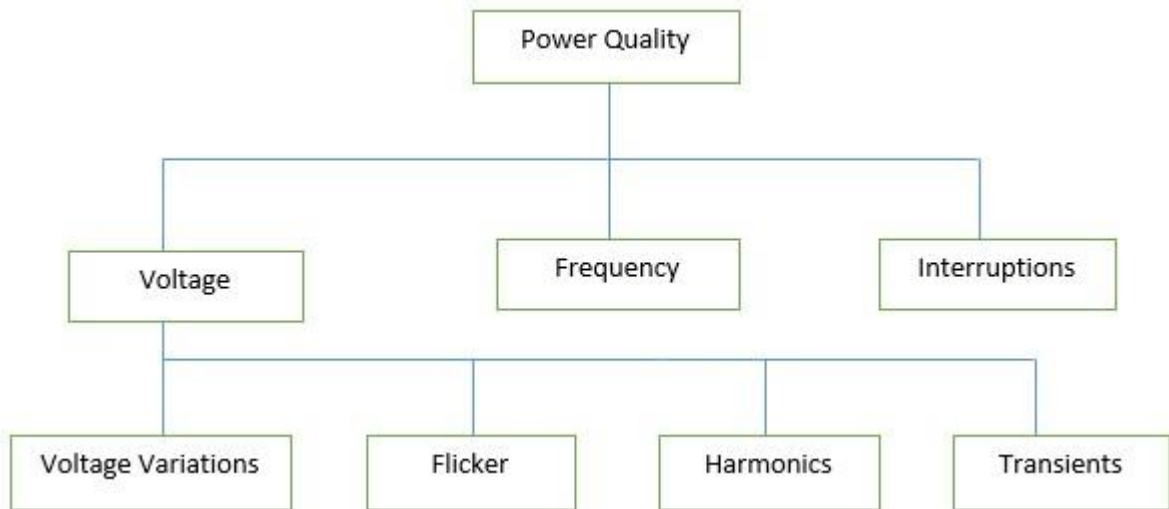 Power Quality
Voltage
Frequency
Interruptions
Voltage Variations
Flicker
Harmonics
Transients